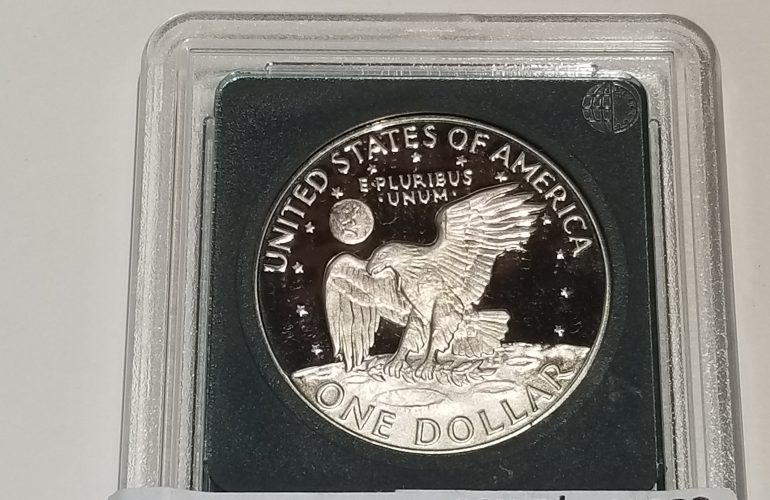 UNITED STATES OF AMERICA
E·PLURIBUS
·UNUM·
ONE DOLLAR